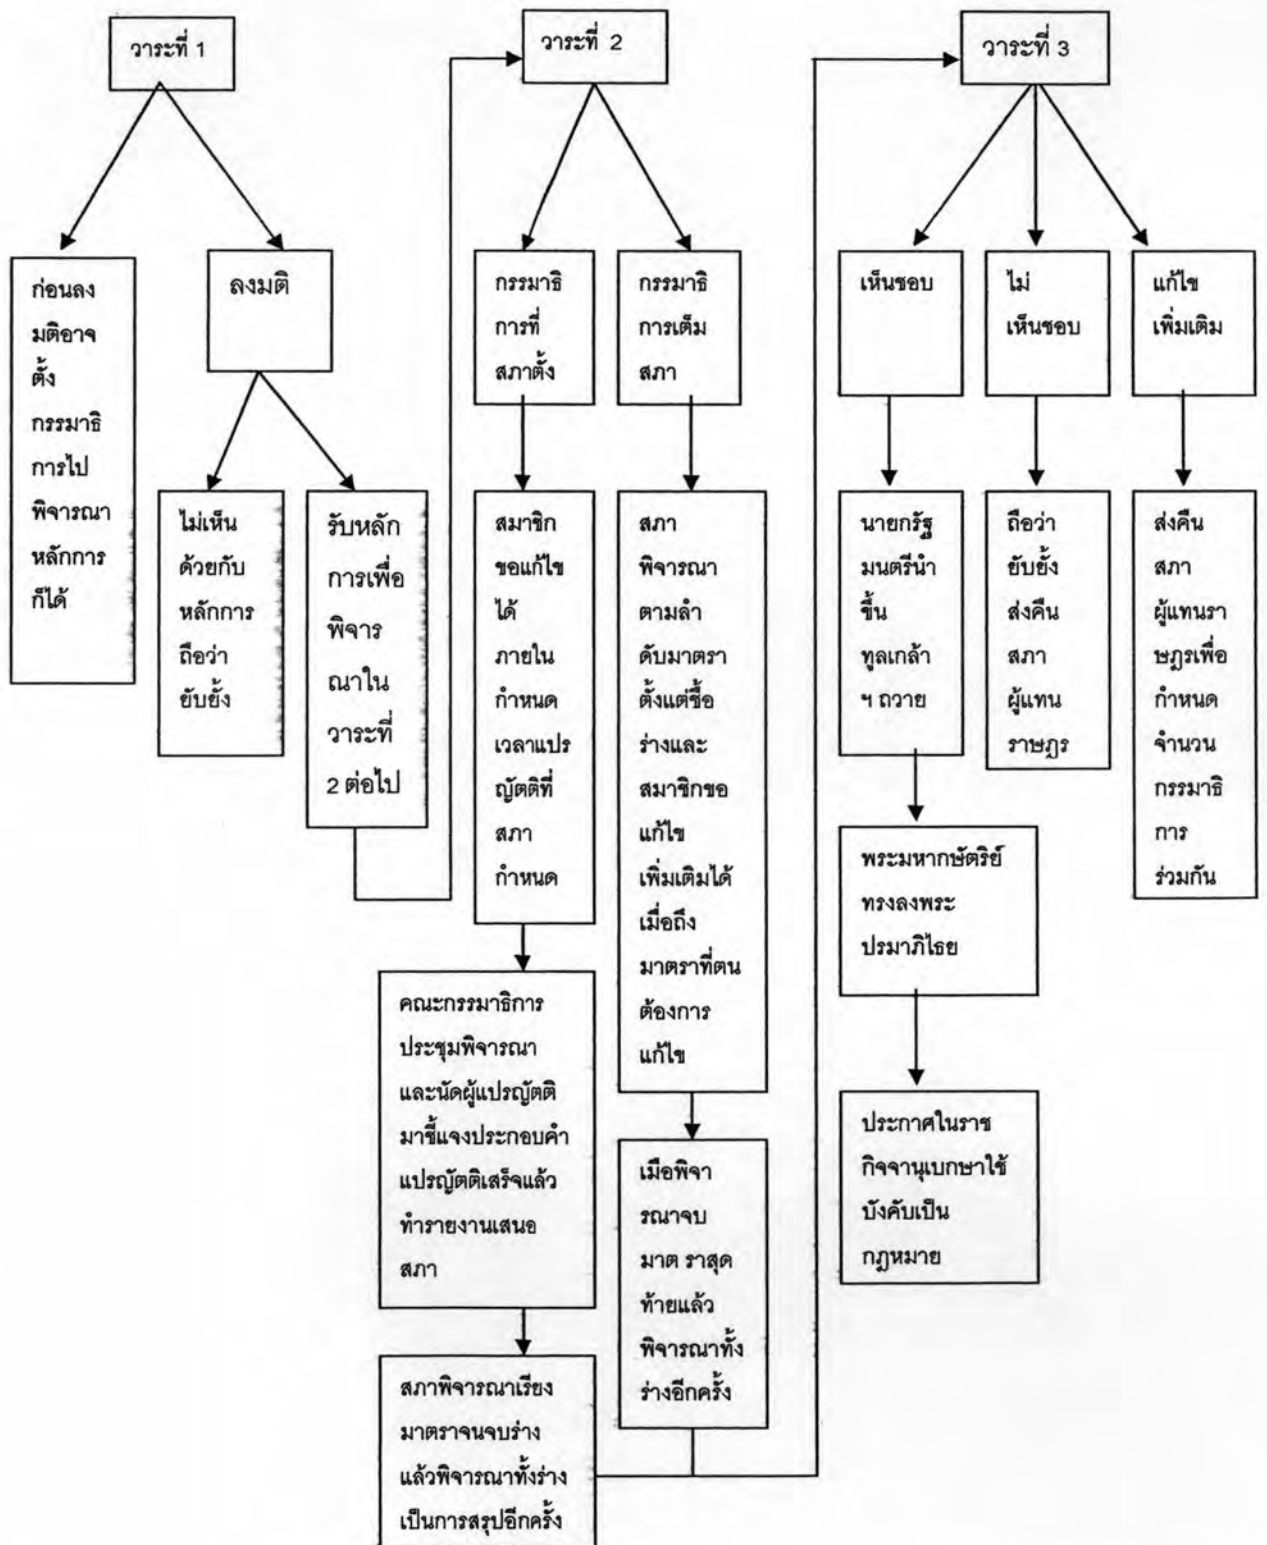 วาระที่ 1
ก่อนลง
มติอาจ
ตั้ง
กรรมาธิ
การไป
พิจารณา
หลักการ
ก็ได้
ลงมติ
ไม่เห็น
ด้วยกับ
หลักการ
ถือว่า
ยับยั้ง
รับหลัก
การเพื่อ
พิจาร
ณาใน
วาระที่
2 ต่อไป
วาระที่ 2
กรรมาธิ
การที่
สภาตั้ง
สมาชิก
ขอแก้ไข
ได้
ภายใน
กำหนด
เวลาแปร
ญัตติที่
สภา
กำหนด
คณะกรรมาธิการ
ประชุมพิจารณา
และนัดผู้แปรญัตติ
มาชี้แจงประกอบคำ
แปรญัตติเสร็จแล้ว
ทำรายงานเสนอ
สภา
สภาพิจารณาเรียง
มาตราจนจบร่าง
แล้วพิจารณาทั้งร่าง
เป็นการสรุปอีกครั้ง
กรรมาธิ
การเต็ม
สภา
สภา
พิจารณา
ตามลำ
ดับมาตรา
ตั้งแต่ชื่อ
ร่างและ
สมาชิกขอ
แก้ไข
เพิ่มเติมได้
เมื่อถึง
มาตราที่ตน
ต้องการ
แก้ไข
เมือพิจา
รณาจบ
มาต ราสุด
ท้ายแล้ว
พิจารณาทั้ง
ร่างอีกครั้ง
วาระที่ 3
เห็นชอบ
นายกรัฐ
มนตรีนำ
ขึ้น
ทูลเกล้า
ฯ ถวาย
พระมหากษัตริย์
ทรงลงพระ
ปรมาภิไธย
ประกาศในราช
กิจจานุเบกษาใช้
บังคับเป็น
กฎหมาย
ไม่
เห็นชอบ
ถือว่า
ยับยั้ง
ส่งคืน
สภา
ผู้แทน
ราษฎร
แก้ไข
เพิ่มเติม
ส่งคืน
สภา
ผู้แทนรา
ษฎรเพื่อ
กำหนด
จำนวน
กรรมาธิ
การ
ร่วมกัน